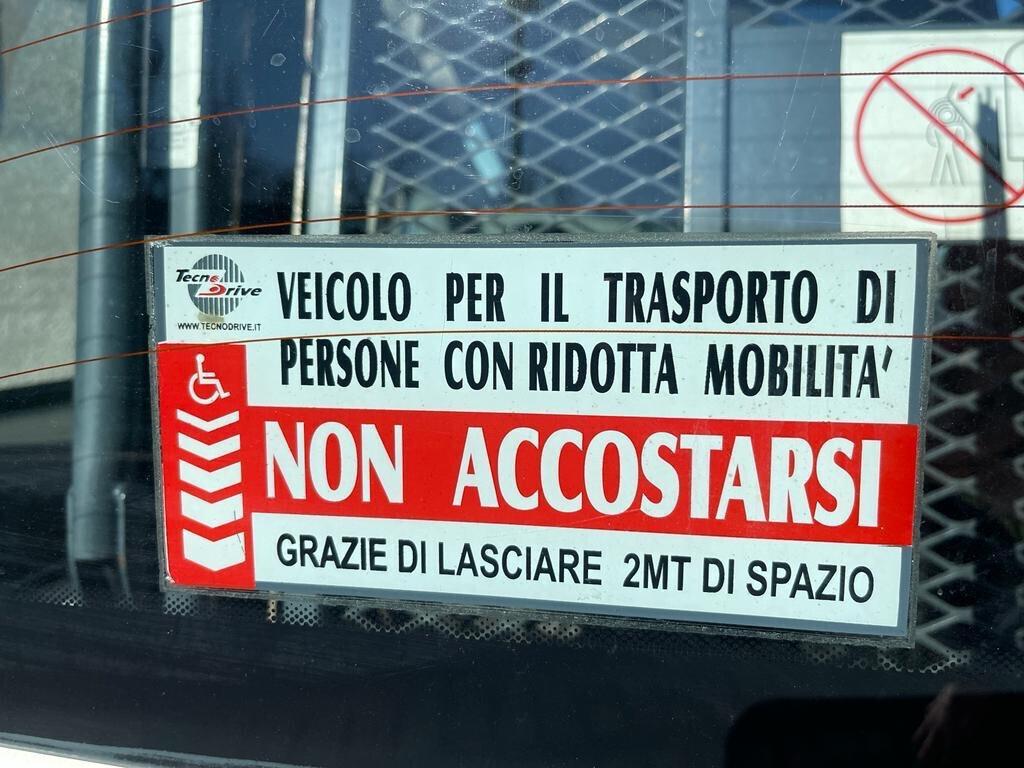 Tecno Drive
WWW.TECNODRIVE.IT
VEICOLO PER IL TRASPORTO DI
PERSONE CON RIDOTTA MOBILITA'
NON ACCOSTARSI
GRAZIE DI LASCIARE 2MT DI SPAZIO